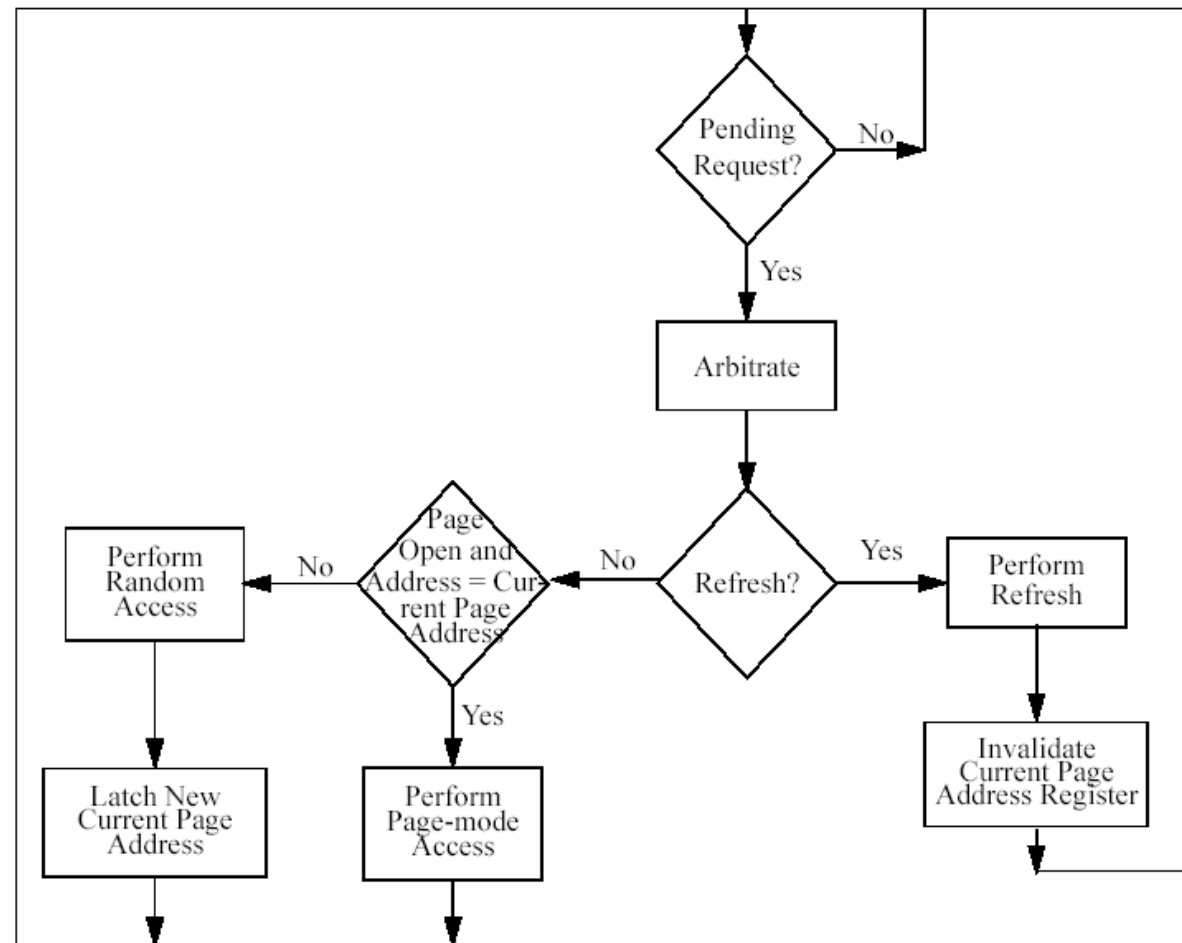 Pending
Request?
No
Yes
Arbitrate
Page
Open and
Address = Cur-
rent Page
Address
No
Refresh?
Yes
No
Perform
Random
Access
Perform
Refresh
Yes
Latch New
Current Page
Address
Perform
Page-mode
Access
Invalidate
Current Page
Address Register